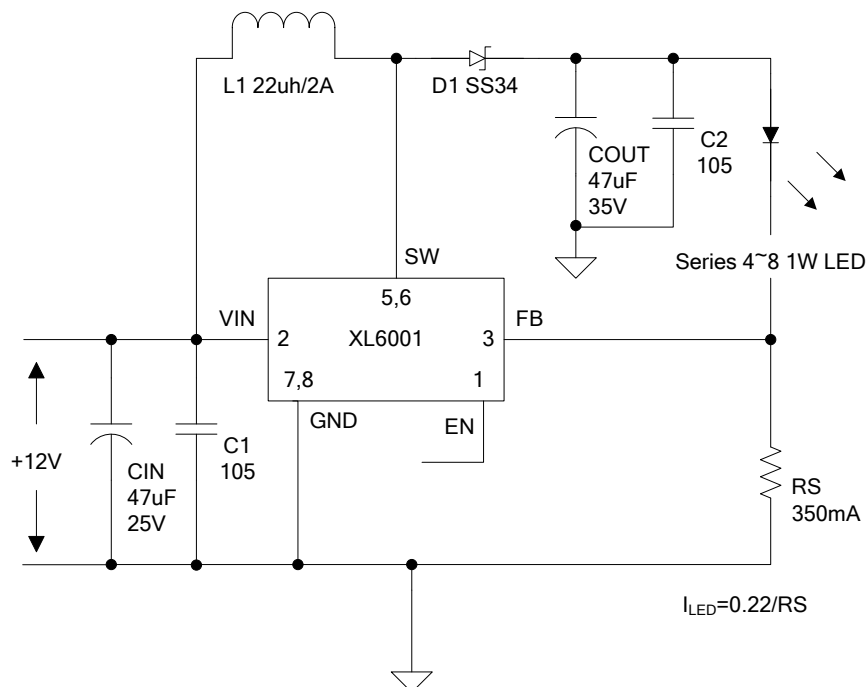 L1 22uh/2A
D1 SS34
COUT
47uF
35V
C2
105
SW
Series 4~8 1W LED
5,6
VIN
FB
2
XL6001
3
7,8
1
GND
EN
+12V
CIN
47uF
25V
C1
105
RS
350mA
I_LED=0.22/RS